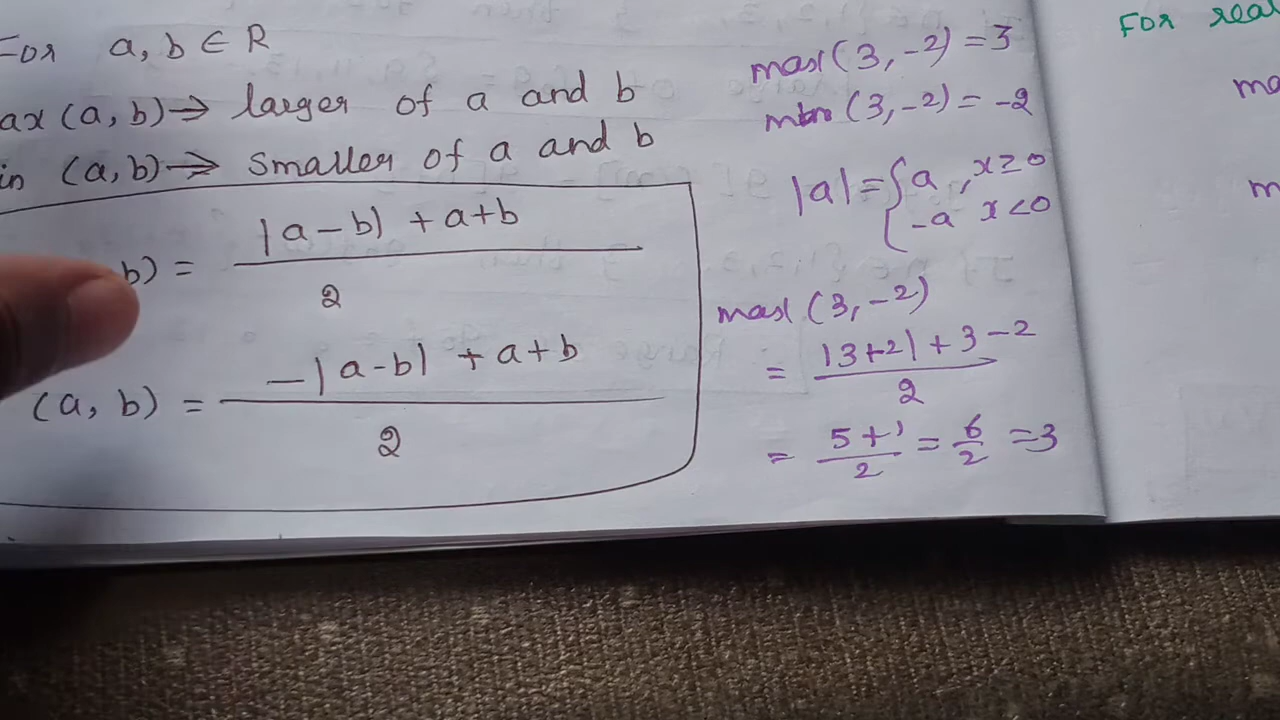 For a, b ∈ R
ax (a, b) → larger of a and b
in (a, b) → Smaller of a and b
b) = |a - b| + a + b / 2
(a, b) = -|a - b| + a + b / 2
max (3, -2) = 3
min (3, -2) = -2
|a| = { a , x ≥ 0
-a x < 0
max (3, -2)
= |3+2| + 3 - 2 / 2
= 5+1 / 2 = 6/2 = 3
For real
ma
m